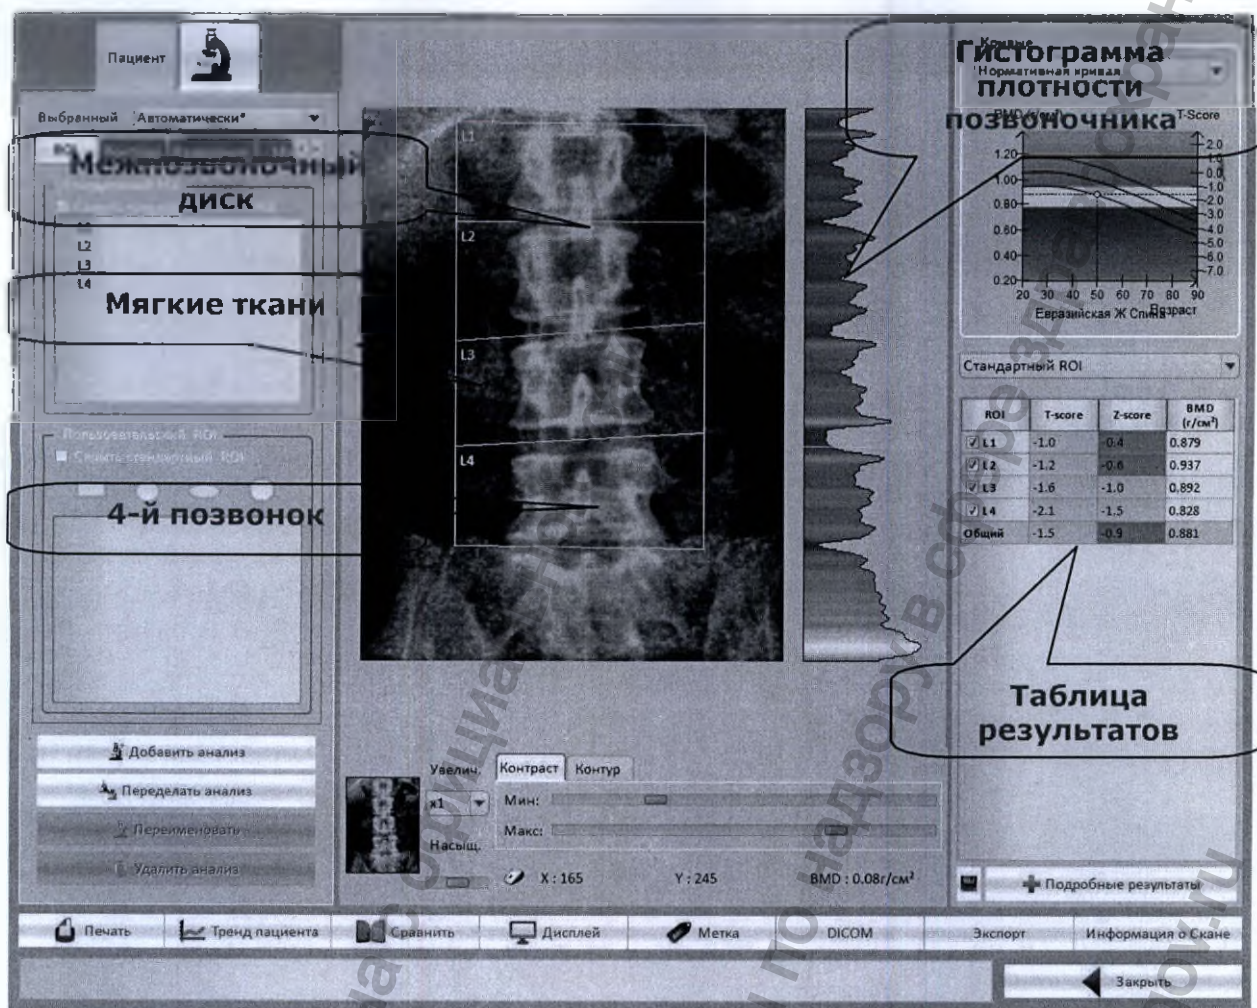 Пациент
Выбранный Автоматически*
Межпозвоночный
диск
L2
L3
L4
Мягкие ткани
Пользовательский ROI
Скрыть стандартный ROI
4-й позвонок
Добавить анализ
Переделать анализ
Переименовать
Удалить анализ
L1
L2
L3
L4
Увелич.
x1
Насыщ.
Контраст Контур
Мин:
Макс:
X : 165 Y : 245 BMD : 0.08г/см²
Кривые
Нормативная кривая
Гистограмма
плотности
позвоночника
T-Score
1.20
1.00
0.80
0.60
0.40
0.20
2.0
1.0
0.0
-1.0
-2.0
-3.0
-4.0
-5.0
-6.0
-7.0
20 30 40 50 60 70 80 90
Евразийская Ж Спина Возраст
Стандартный ROI
ROI T-score Z-score BMD (г/см²)
L1 -1.0 -0.4 0.879
L2 -1.2 -0.6 0.937
L3 -1.6 -1.0 0.892
L4 -2.1 -1.5 0.828
Общий -1.5 -0.9 0.881
Таблица
результатов
Подробные результаты
Печать Тренд пациента Сравнить Дисплей Метка DICOM Экспорт Информация о Скане
Закрыть